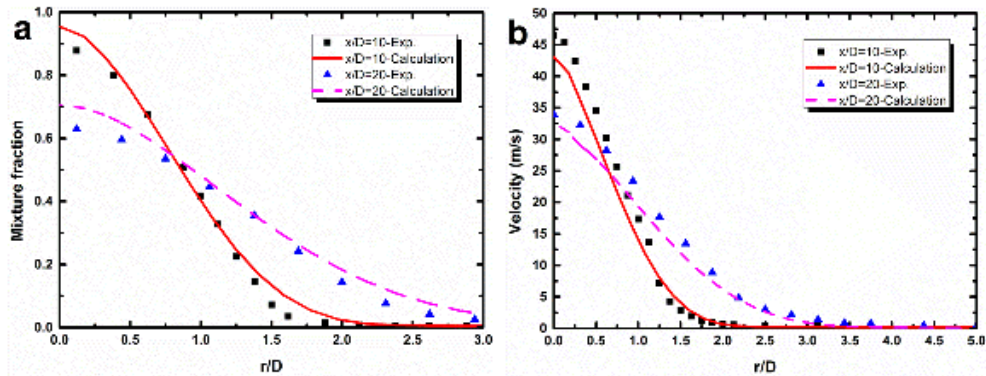 a
Mixture fraction
1.0
0.8
0.6
0.4
0.2
0.0
x/D=10-Exp.
x/D=10-Calculation
x/D=20-Exp.
x/D=20-Calculation
0.0 0.5 1.0 1.5 2.0 2.5 3.0
r/D
b
Velocity (m/s)
50
45
40
35
30
25
20
15
10
5
0
x/D=10-Exp.
x/D=10-Calculation
x/D=20-Exp.
x/D=20-Calculation
0.0 0.5 1.0 1.5 2.0 2.5 3.0 3.5 4.0 4.5 5.0
r/D